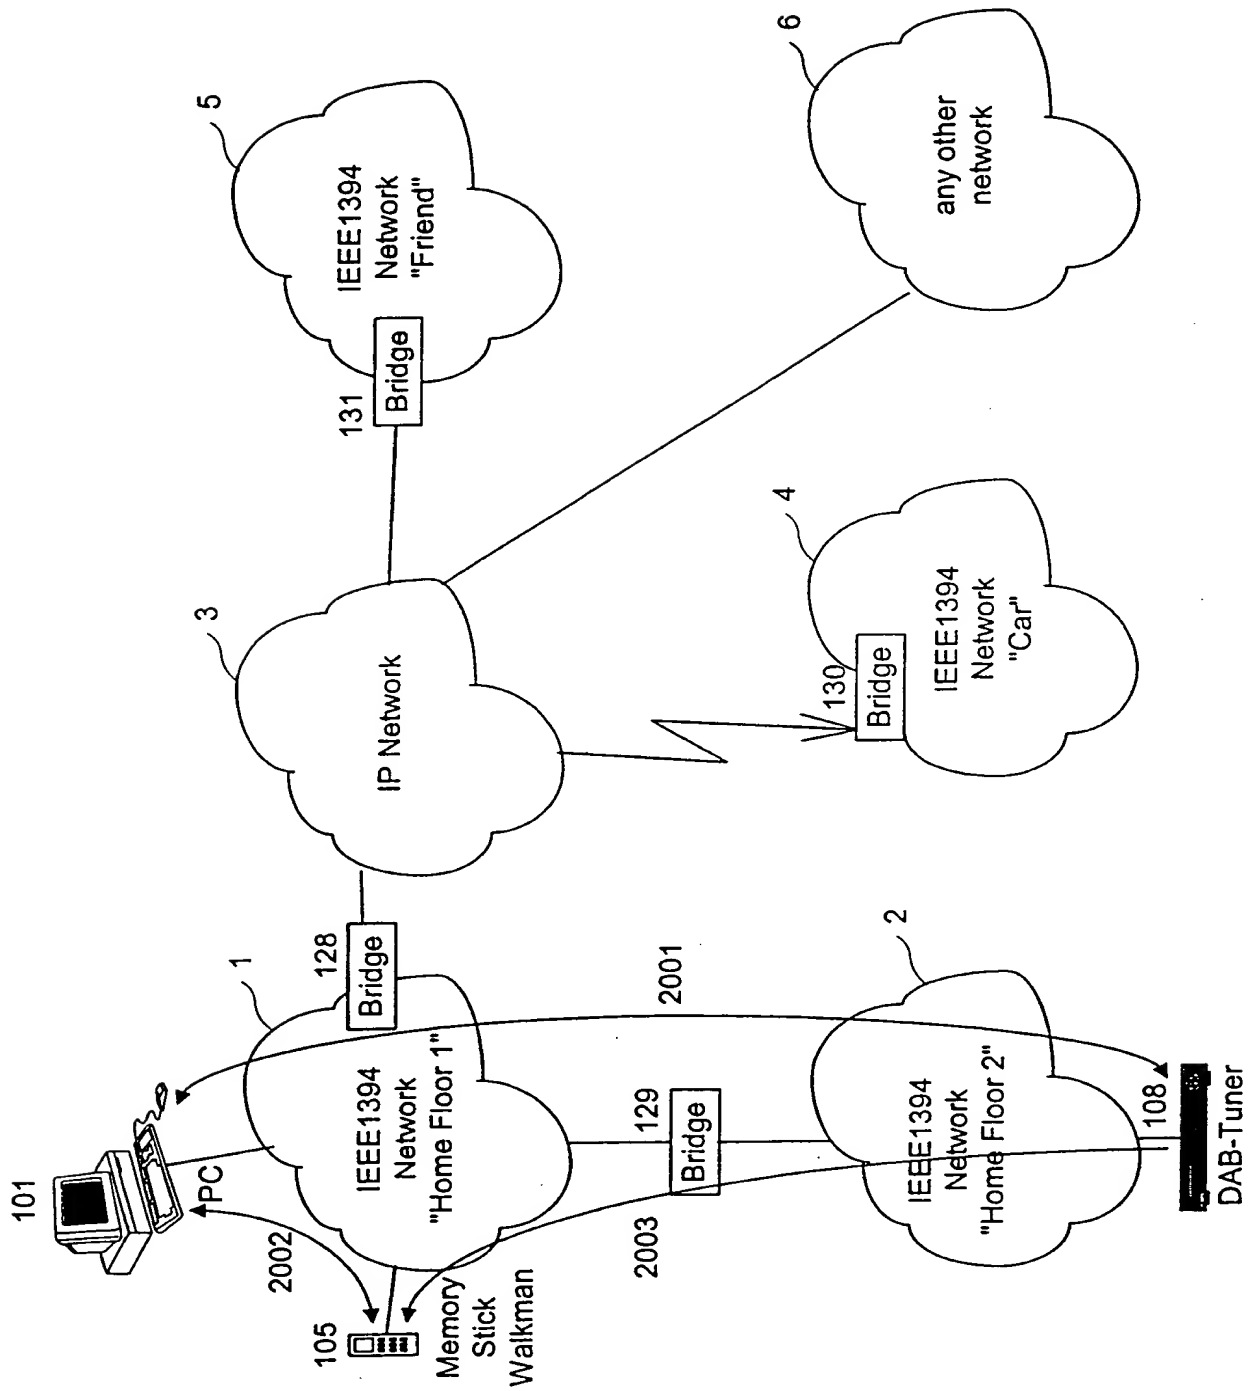 101
PC
2002
105
Memory
Stick
Walkman
1
IEEE1394
Network
"Home Floor 1"
128
Bridge
3
IP Network
131
Bridge
5
IEEE1394
Network
"Friend"
2003
129
Bridge
2001
2
IEEE1394
Network
"Home Floor 2"
108
DAB-Tuner
4
130
Bridge
IEEE1394
Network
"Car"
6
any other
network